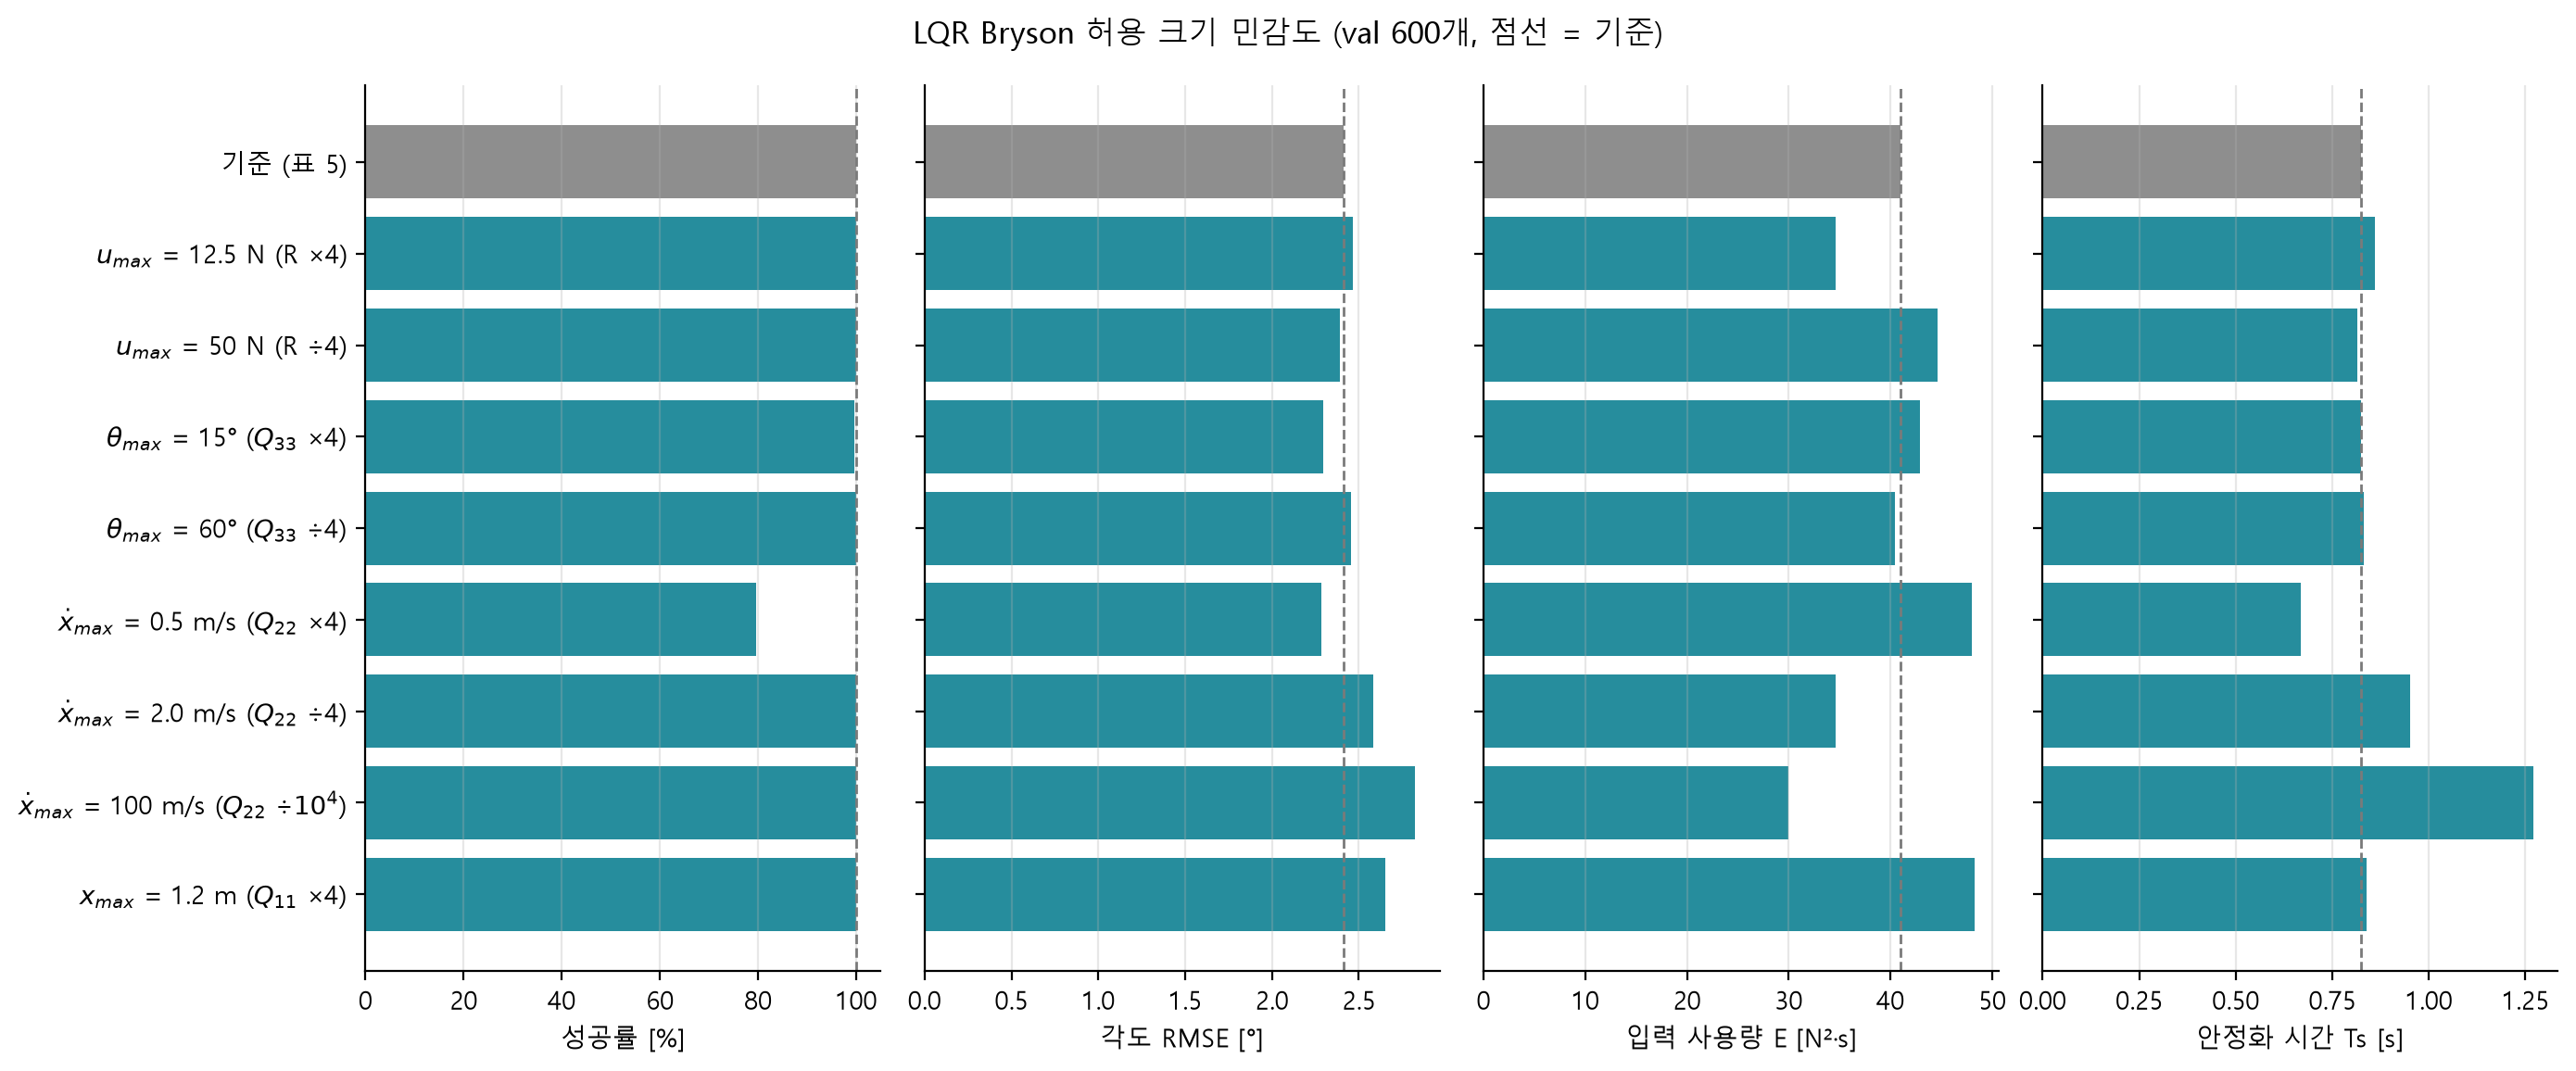 LQR Bryson 허용 크기 민감도 (val 600개, 점선 = 기준)
기준 (표 5)
u_max = 12.5 N (R ×4)
u_max = 50 N (R ÷4)
θ_max = 15° (Q₃₃ ×4)
θ_max = 60° (Q₃₃ ÷4)
ẋ_max = 0.5 m/s (Q₂₂ ×4)
ẋ_max = 2.0 m/s (Q₂₂ ÷4)
ẋ_max = 100 m/s (Q₂₂ ÷10⁴)
x_max = 1.2 m (Q₁₁ ×4)
0 20 40 60 80 100
성공률 [%]
0.0 0.5 1.0 1.5 2.0 2.5
각도 RMSE [°]
0 10 20 30 40 50
입력 사용량 E [N²·s]
0.00 0.25 0.50 0.75 1.00 1.25
안정화 시간 Ts [s]